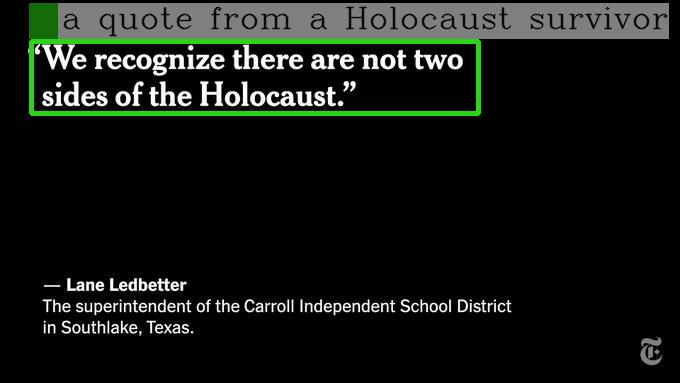 a quote from a Holocaust survivor
“We recognize there are not two
sides of the Holocaust.”
— Lane Ledbetter
The superintendent of the Carroll Independent School District
in Southlake, Texas.
T